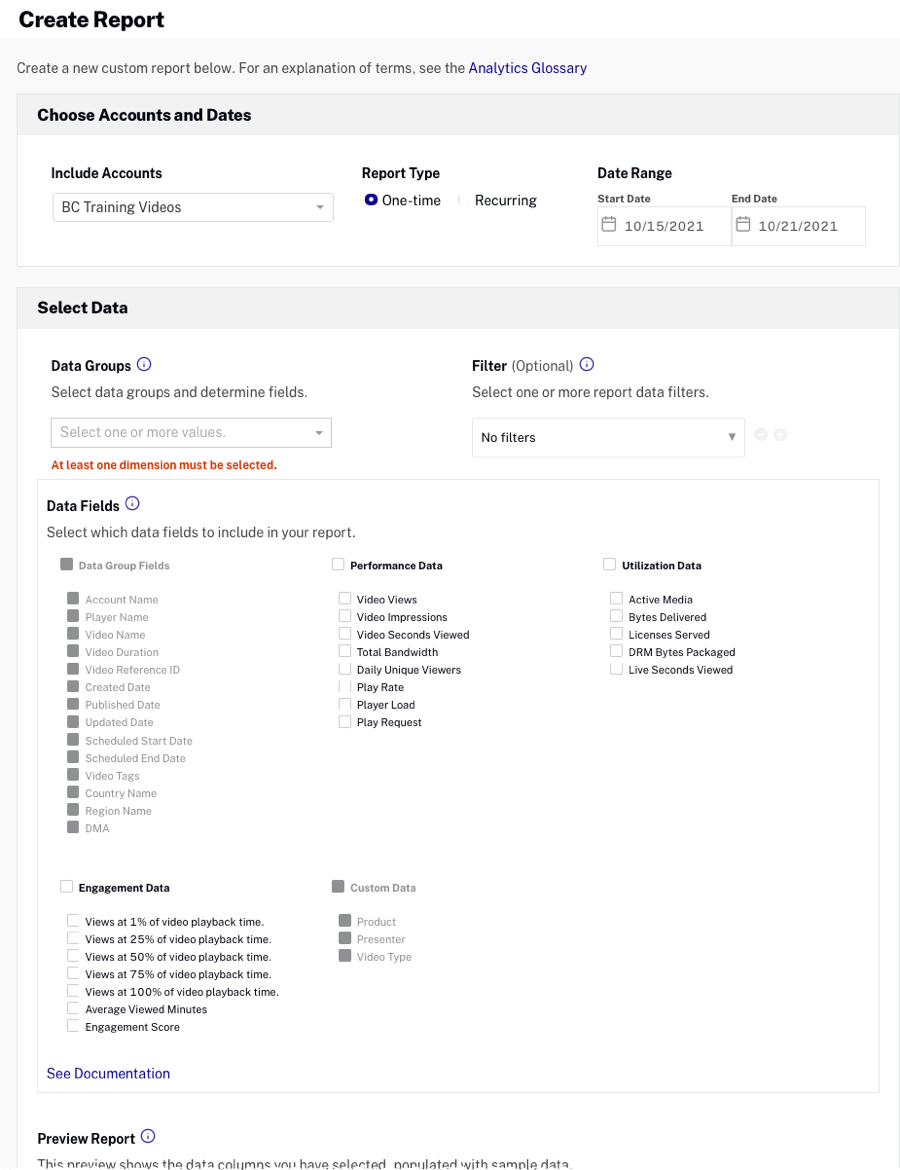 Create Report
Create a new custom report below. For an explanation of terms, see the Analytics Glossary
Choose Accounts and Dates
Include Accounts
BC Training Videos
Report Type
One-time
Recurring
Date Range
Start Date
End Date
10/15/2021
10/21/2021
Select Data
Data Groups
Select data groups and determine fields.
Select one or more values.
At least one dimension must be selected.
Filter (Optional)
Select one or more report data filters.
No filters
Data Fields
Select which data fields to include in your report.
Data Group Fields
Account Name
Player Name
Video Name
Video Duration
Video Reference ID
Created Date
Published Date
Updated Date
Scheduled Start Date
Scheduled End Date
Video Tags
Country Name
Region Name
DMA
Performance Data
Video Views
Video Impressions
Video Seconds Viewed
Total Bandwidth
Daily Unique Viewers
Play Rate
Player Load
Play Request
Utilization Data
Active Media
Bytes Delivered
Licenses Served
DRM Bytes Packaged
Live Seconds Viewed
Engagement Data
Views at 1% of video playback time.
Views at 25% of video playback time.
Views at 50% of video playback time.
Views at 75% of video playback time.
Views at 100% of video playback time.
Average Viewed Minutes
Engagement Score
Custom Data
Product
Presenter
Video Type
See Documentation
Preview Report
This preview shows the data columns you have selected, populated with sample data.